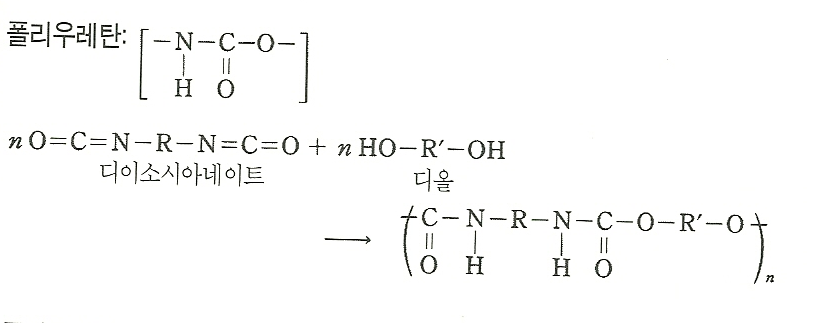 폴리우레탄: [-N-C-O-]
H O
n O=C=N-R-N=C=O + n HO-R′-OH
디이소시아네이트 디올
⟶ (C-N-R-N-C-O-R′-O)n
O H H O